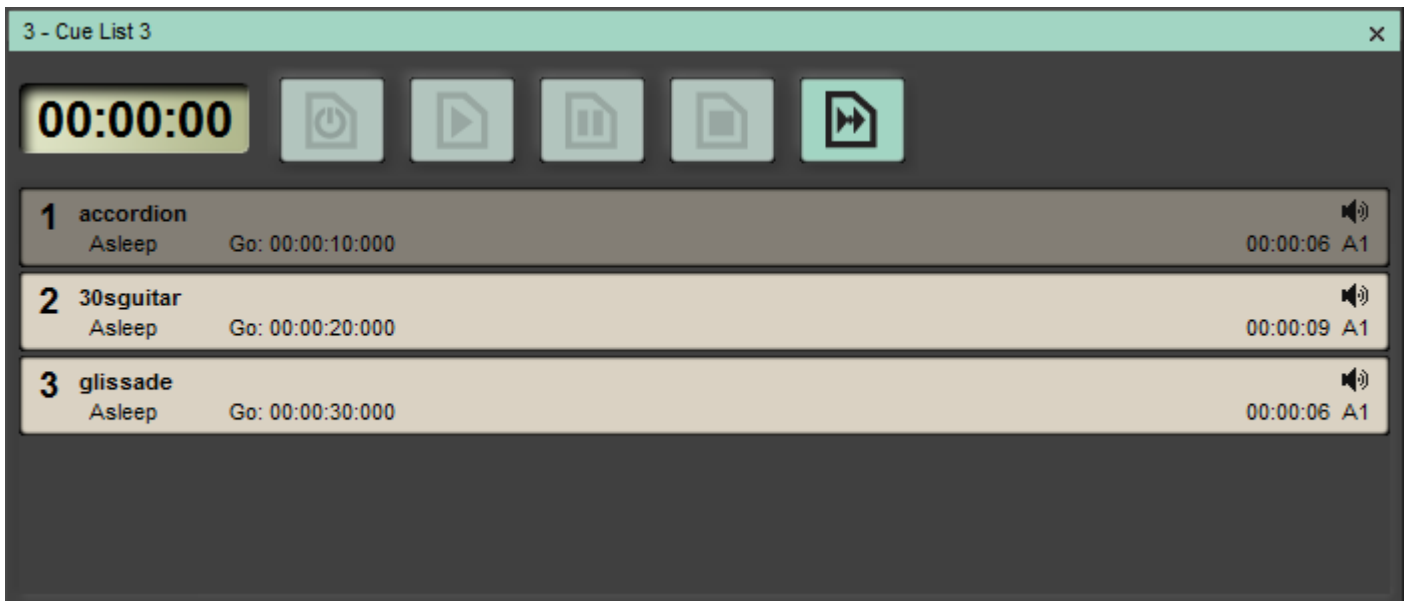 3 - Cue List 3
00:00:00
1 accordion
Asleep Go: 00:00:10:000 00:00:06 A1
2 30sguitar
Asleep Go: 00:00:20:000 00:00:09 A1
3 glissade
Asleep Go: 00:00:30:000 00:00:06 A1